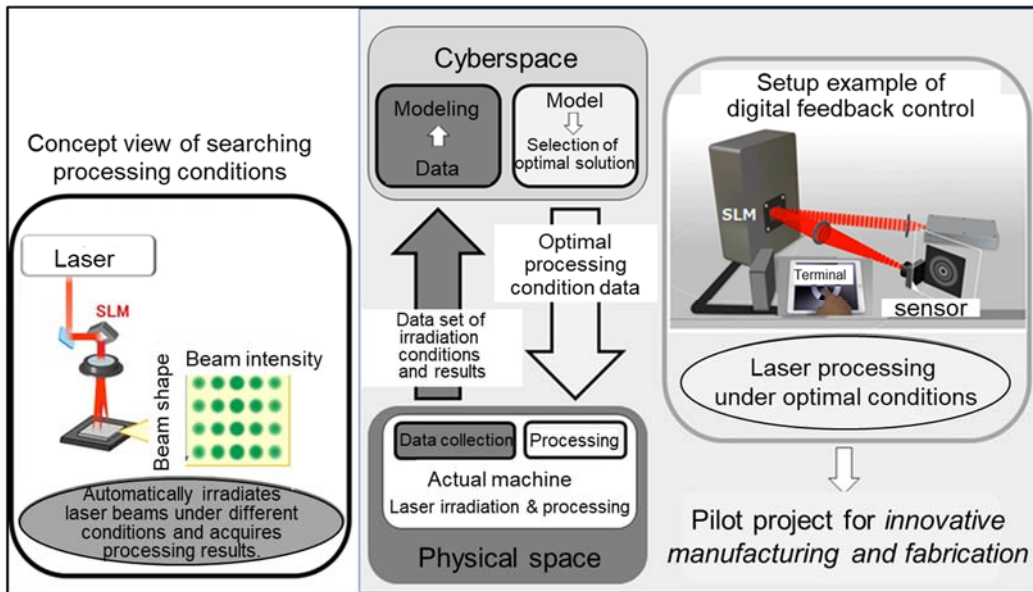 Concept view of searching
processing conditions
Laser
SLM
Beam intensity
Beam shape
Automatically irradiates
laser beams under different
conditions and acquires
processing results.
Cyberspace
Modeling
Data
Model
Selection of
optimal solution
Data set of
irradiation
conditions
and results
Optimal
processing
condition data
Data collection
Processing
Actual machine
Laser irradiation & processing
Physical space
Setup example of
digital feedback control
SLM
Terminal
sensor
Laser processing
under optimal conditions
Pilot project for innovative
manufacturing and fabrication